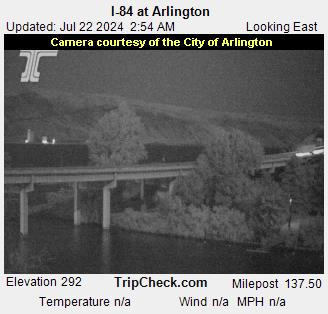 I-84 at Arlington
Updated: Jul 22 2024 2:54 AM Looking East
Camera courtesy of the City of Arlington
Elevation 292 TripCheck.com Milepost 137.50
Temperature n/a Wind n/a MPH n/a